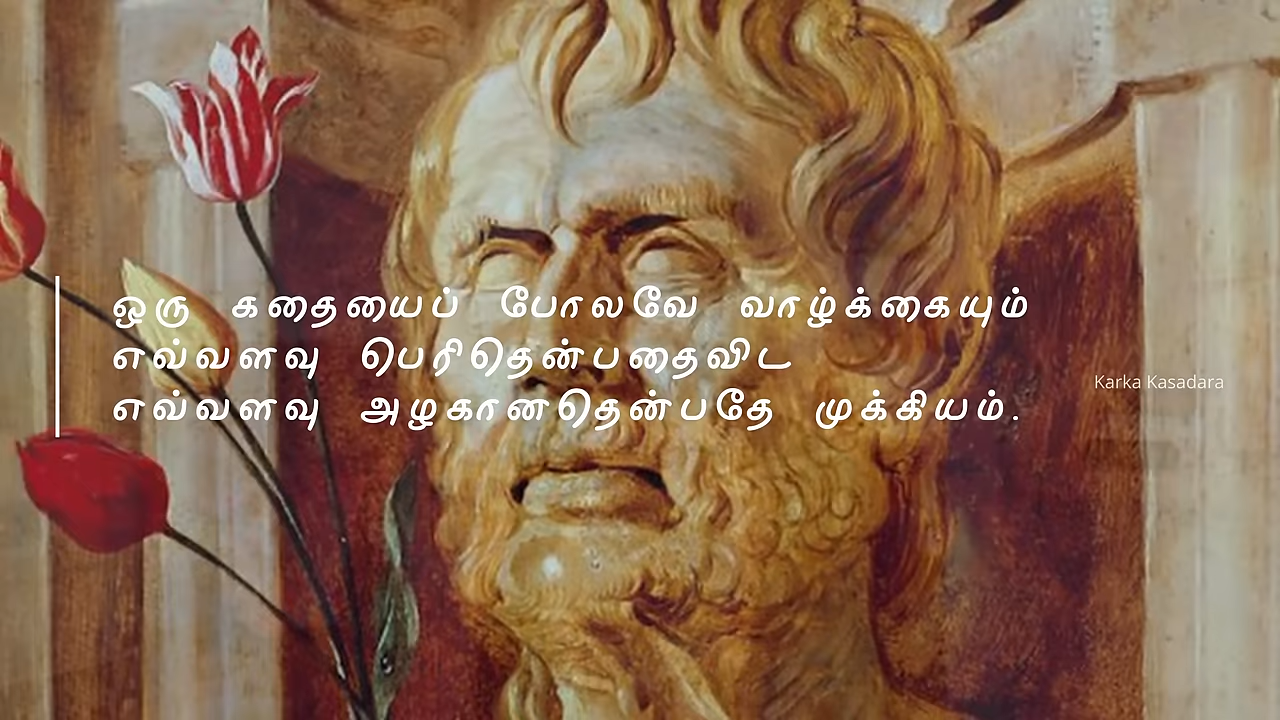 ஒரு கதையைப் போலவே வாழ்க்கையும்
எவ்வளவு பெரிதென்பதைவிட
எவ்வளவு அழகானதென்பதே முக்கியம்.
Karka Kasadara